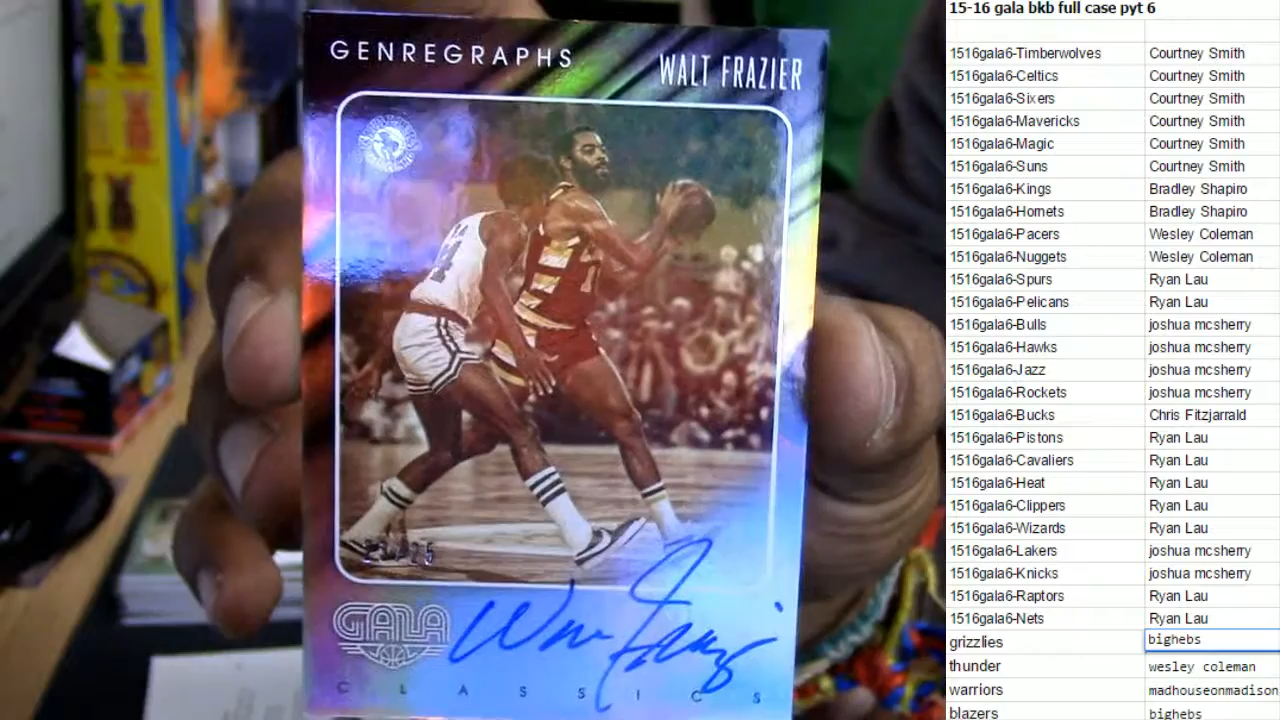 GENREGRAPHS
WALT FRAZIER
GALA
CLASSICS
15-16 gala bkb full case pyt 6
1516gala6-Timberwolves Courtney Smith
1516gala6-Celtics Courtney Smith
1516gala6-Sixers Courtney Smith
1516gala6-Mavericks Courtney Smith
1516gala6-Magic Courtney Smith
1516gala6-Suns Courtney Smith
1516gala6-Kings Bradley Shapiro
1516gala6-Hornets Bradley Shapiro
1516gala6-Pacers Wesley Coleman
1516gala6-Nuggets Wesley Coleman
1516gala6-Spurs Ryan Lau
1516gala6-Pelicans Ryan Lau
1516gala6-Bulls joshua mcsherry
1516gala6-Hawks joshua mcsherry
1516gala6-Jazz joshua mcsherry
1516gala6-Rockets joshua mcsherry
1516gala6-Bucks Chris Fitzjarrald
1516gala6-Pistons Ryan Lau
1516gala6-Cavaliers Ryan Lau
1516gala6-Heat Ryan Lau
1516gala6-Clippers Ryan Lau
1516gala6-Wizards Ryan Lau
1516gala6-Lakers joshua mcsherry
1516gala6-Knicks joshua mcsherry
1516gala6-Raptors Ryan Lau
1516gala6-Nets Ryan Lau
grizzlies bighebs
thunder wesley coleman
warriors madhouseonmadison
blazers bighebs